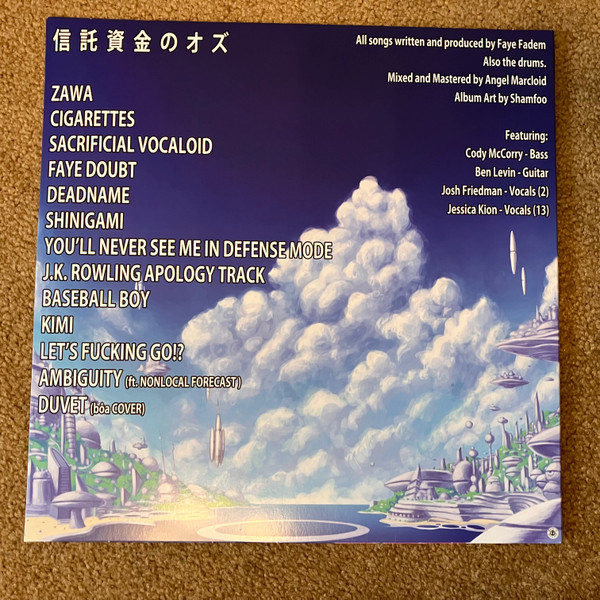 信託資金のオズ
ZAWA
CIGARETTES
SACRIFICIAL VOCALOID
FAYE DOUBT
DEADNAME
SHINIGAMI
YOU'LL NEVER SEE ME IN DEFENSE MODE
J.K. ROWLING APOLOGY TRACK
BASEBALL BOY
KIMI
LET'S FUCKING GO!?
AMBIGUITY (ft. NONLOCAL FORECAST)
DUVET (bôa COVER)
All songs written and produced by Faye Fadem
Also the drums.
Mixed and Mastered by Angel Marcloid
Album Art by Shamfoo
Featuring:
Cody McCorry - Bass
Ben Levin - Guitar
Josh Friedman - Vocals (2)
Jessica Kion - Vocals (13)